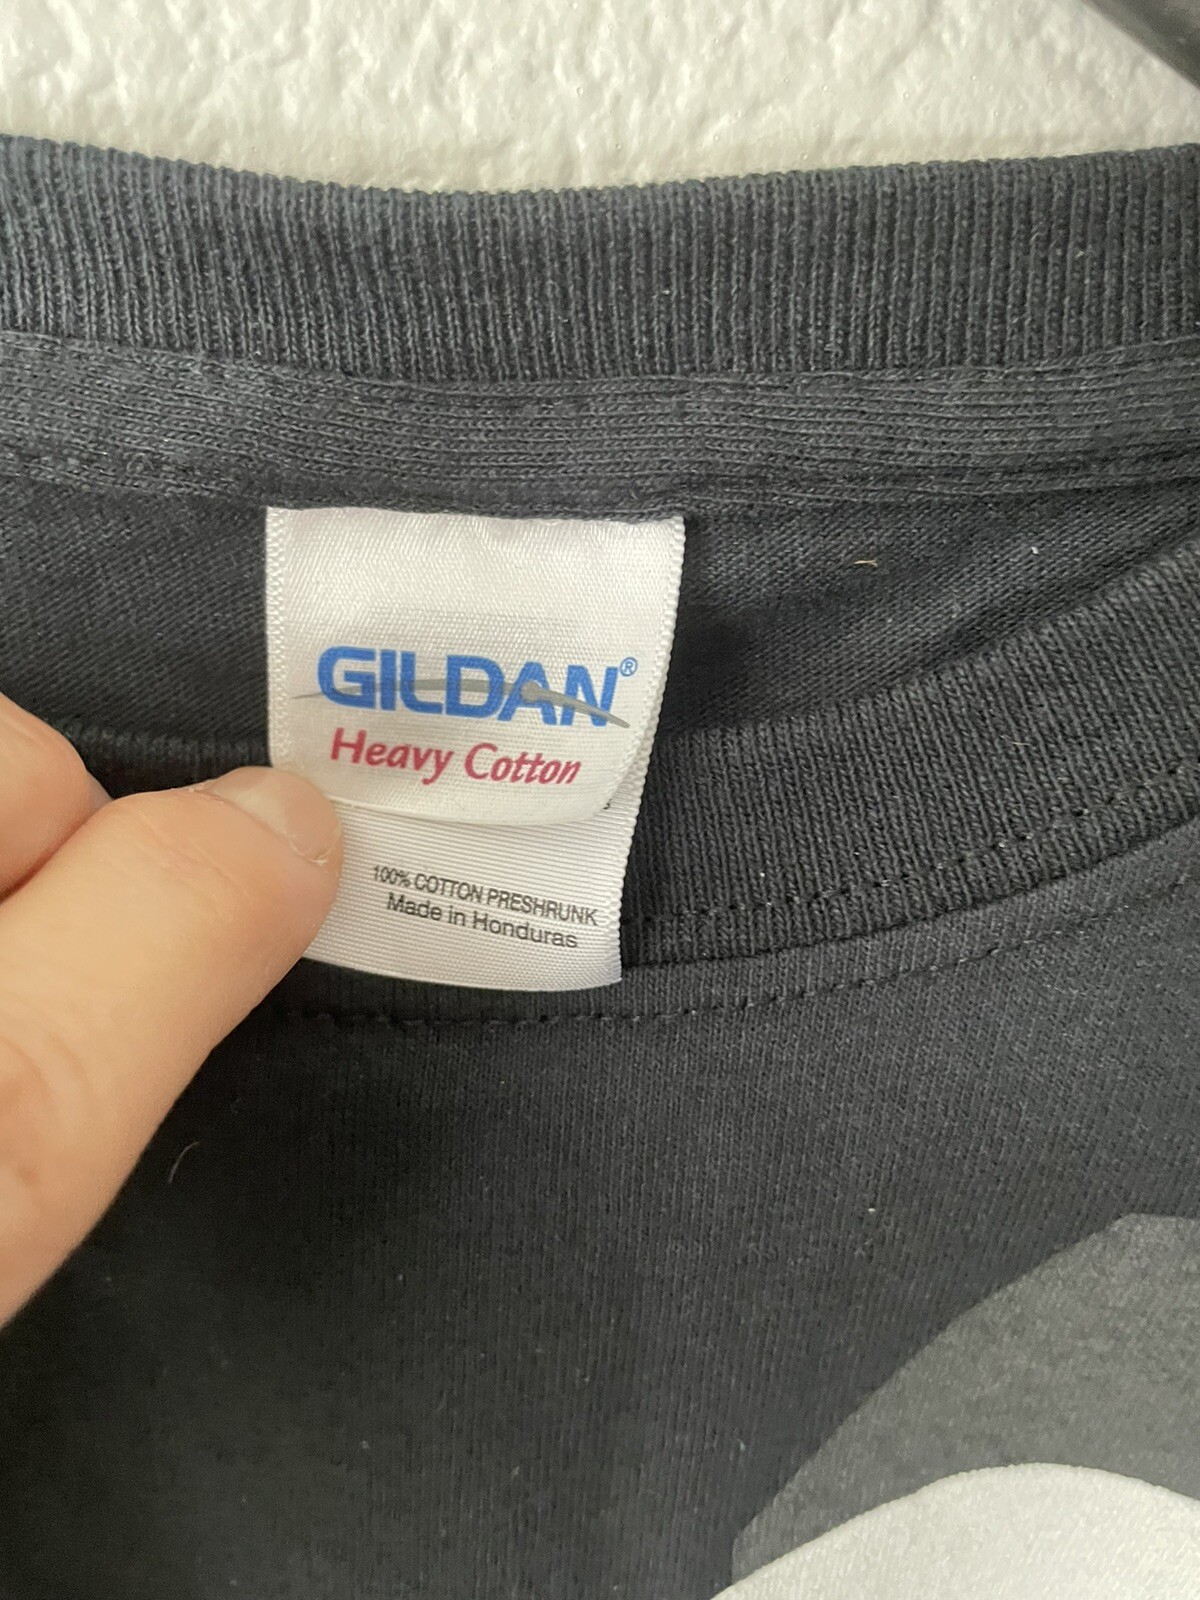 GILDAN®
Heavy Cotton
100% COTTON PRESHRUNK
Made in Honduras